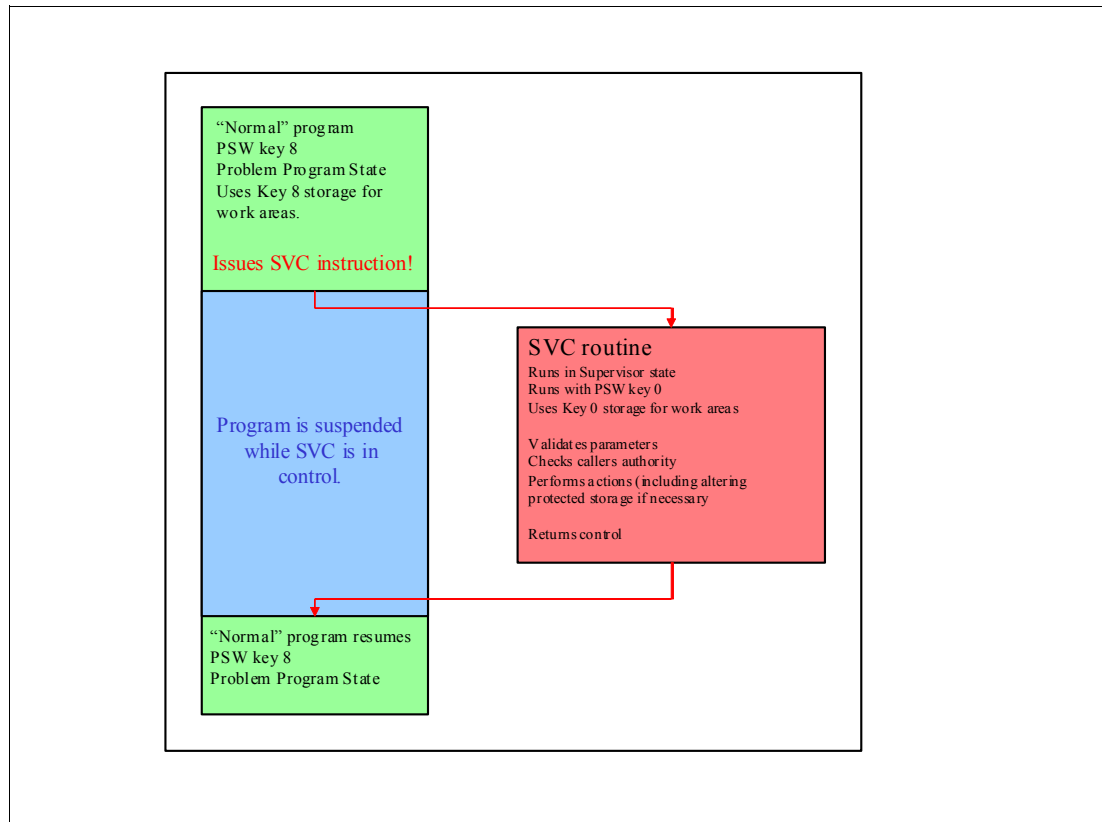 “Normal” program
PSW key 8
Problem Program State
Uses Key 8 storage for
work areas.
Issues SVC instruction!
Program is suspended
while SVC is in
control.
SVC routine
Runs in Supervisor state
Runs with PSW key 0
Uses Key 0 storage for work areas
Validates parameters
Checks callers authority
Performs actions (including altering
protected storage if necessary
Returns control
“Normal” program resumes
PSW key 8
Problem Program State